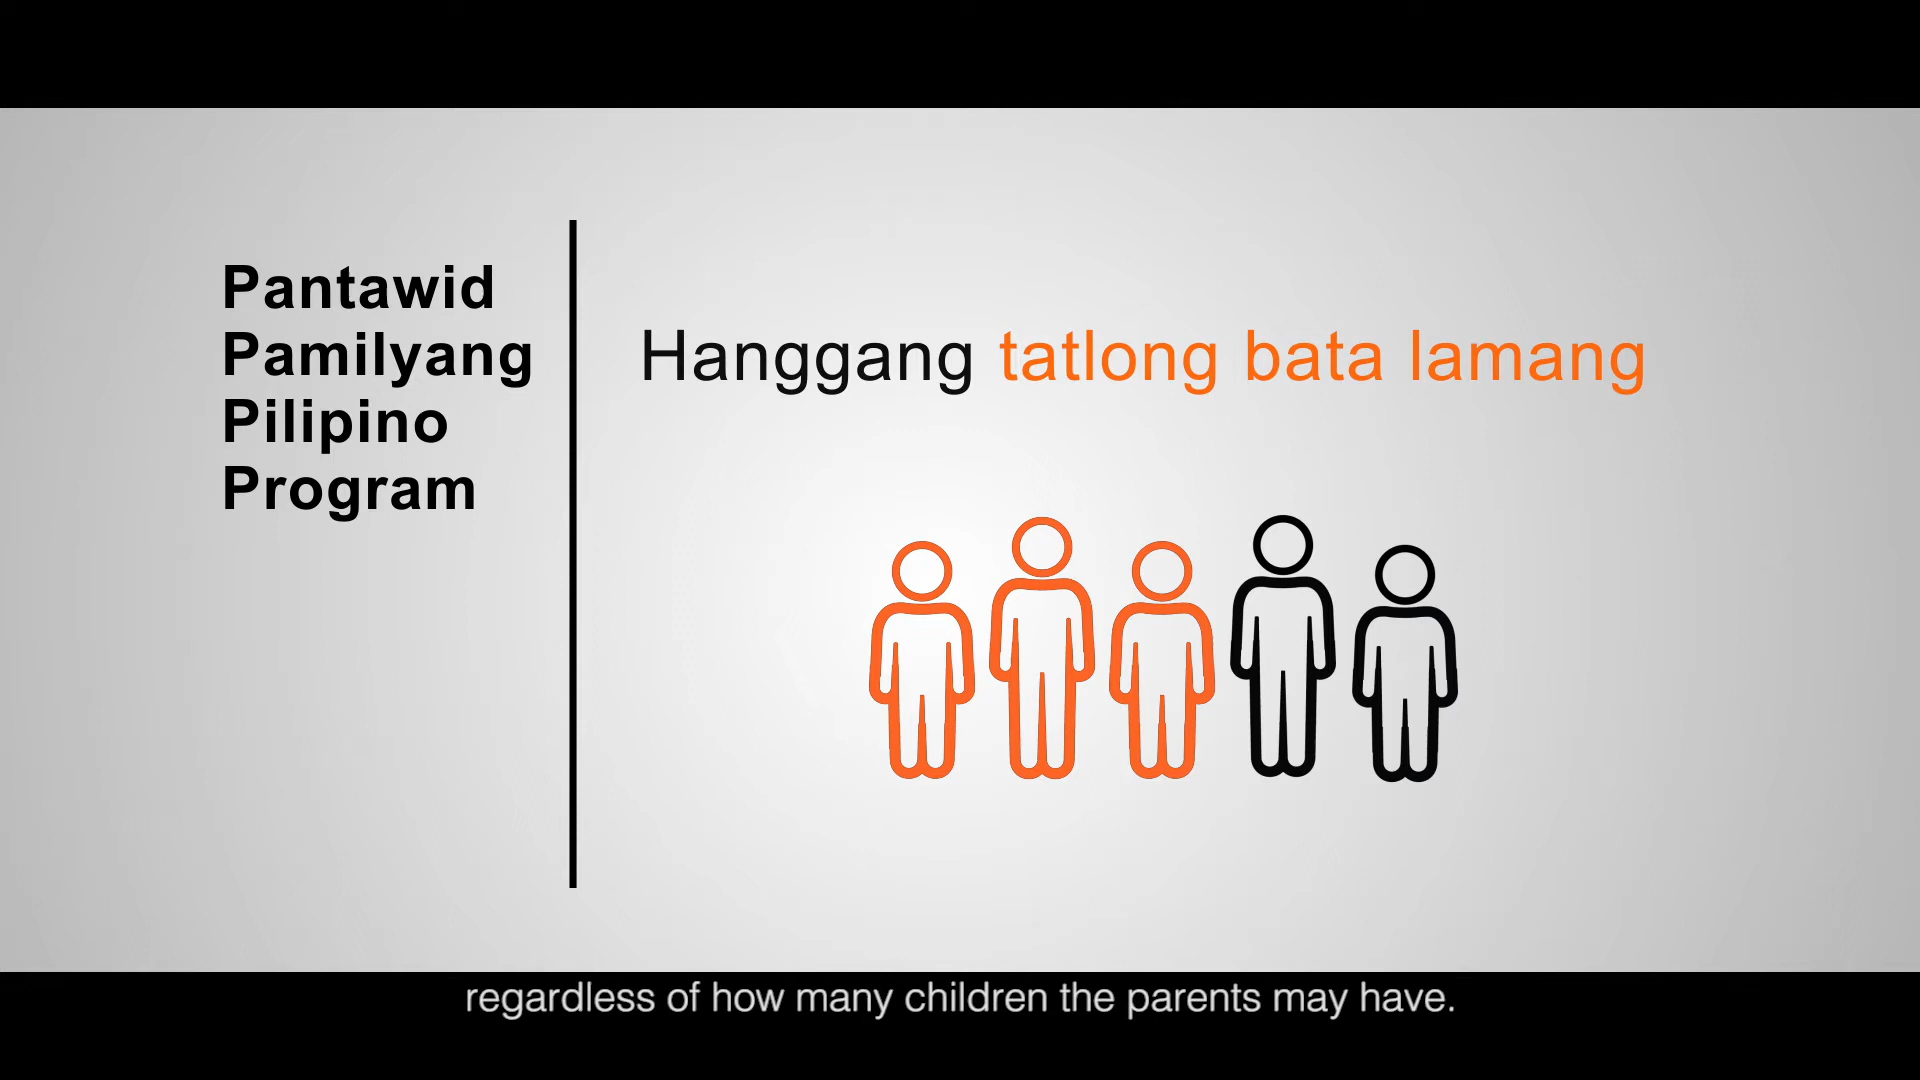 Pantawid
Pamilyang
Pilipino
Program
Hanggang tatlong bata lamang
regardless of how many children the parents may have.